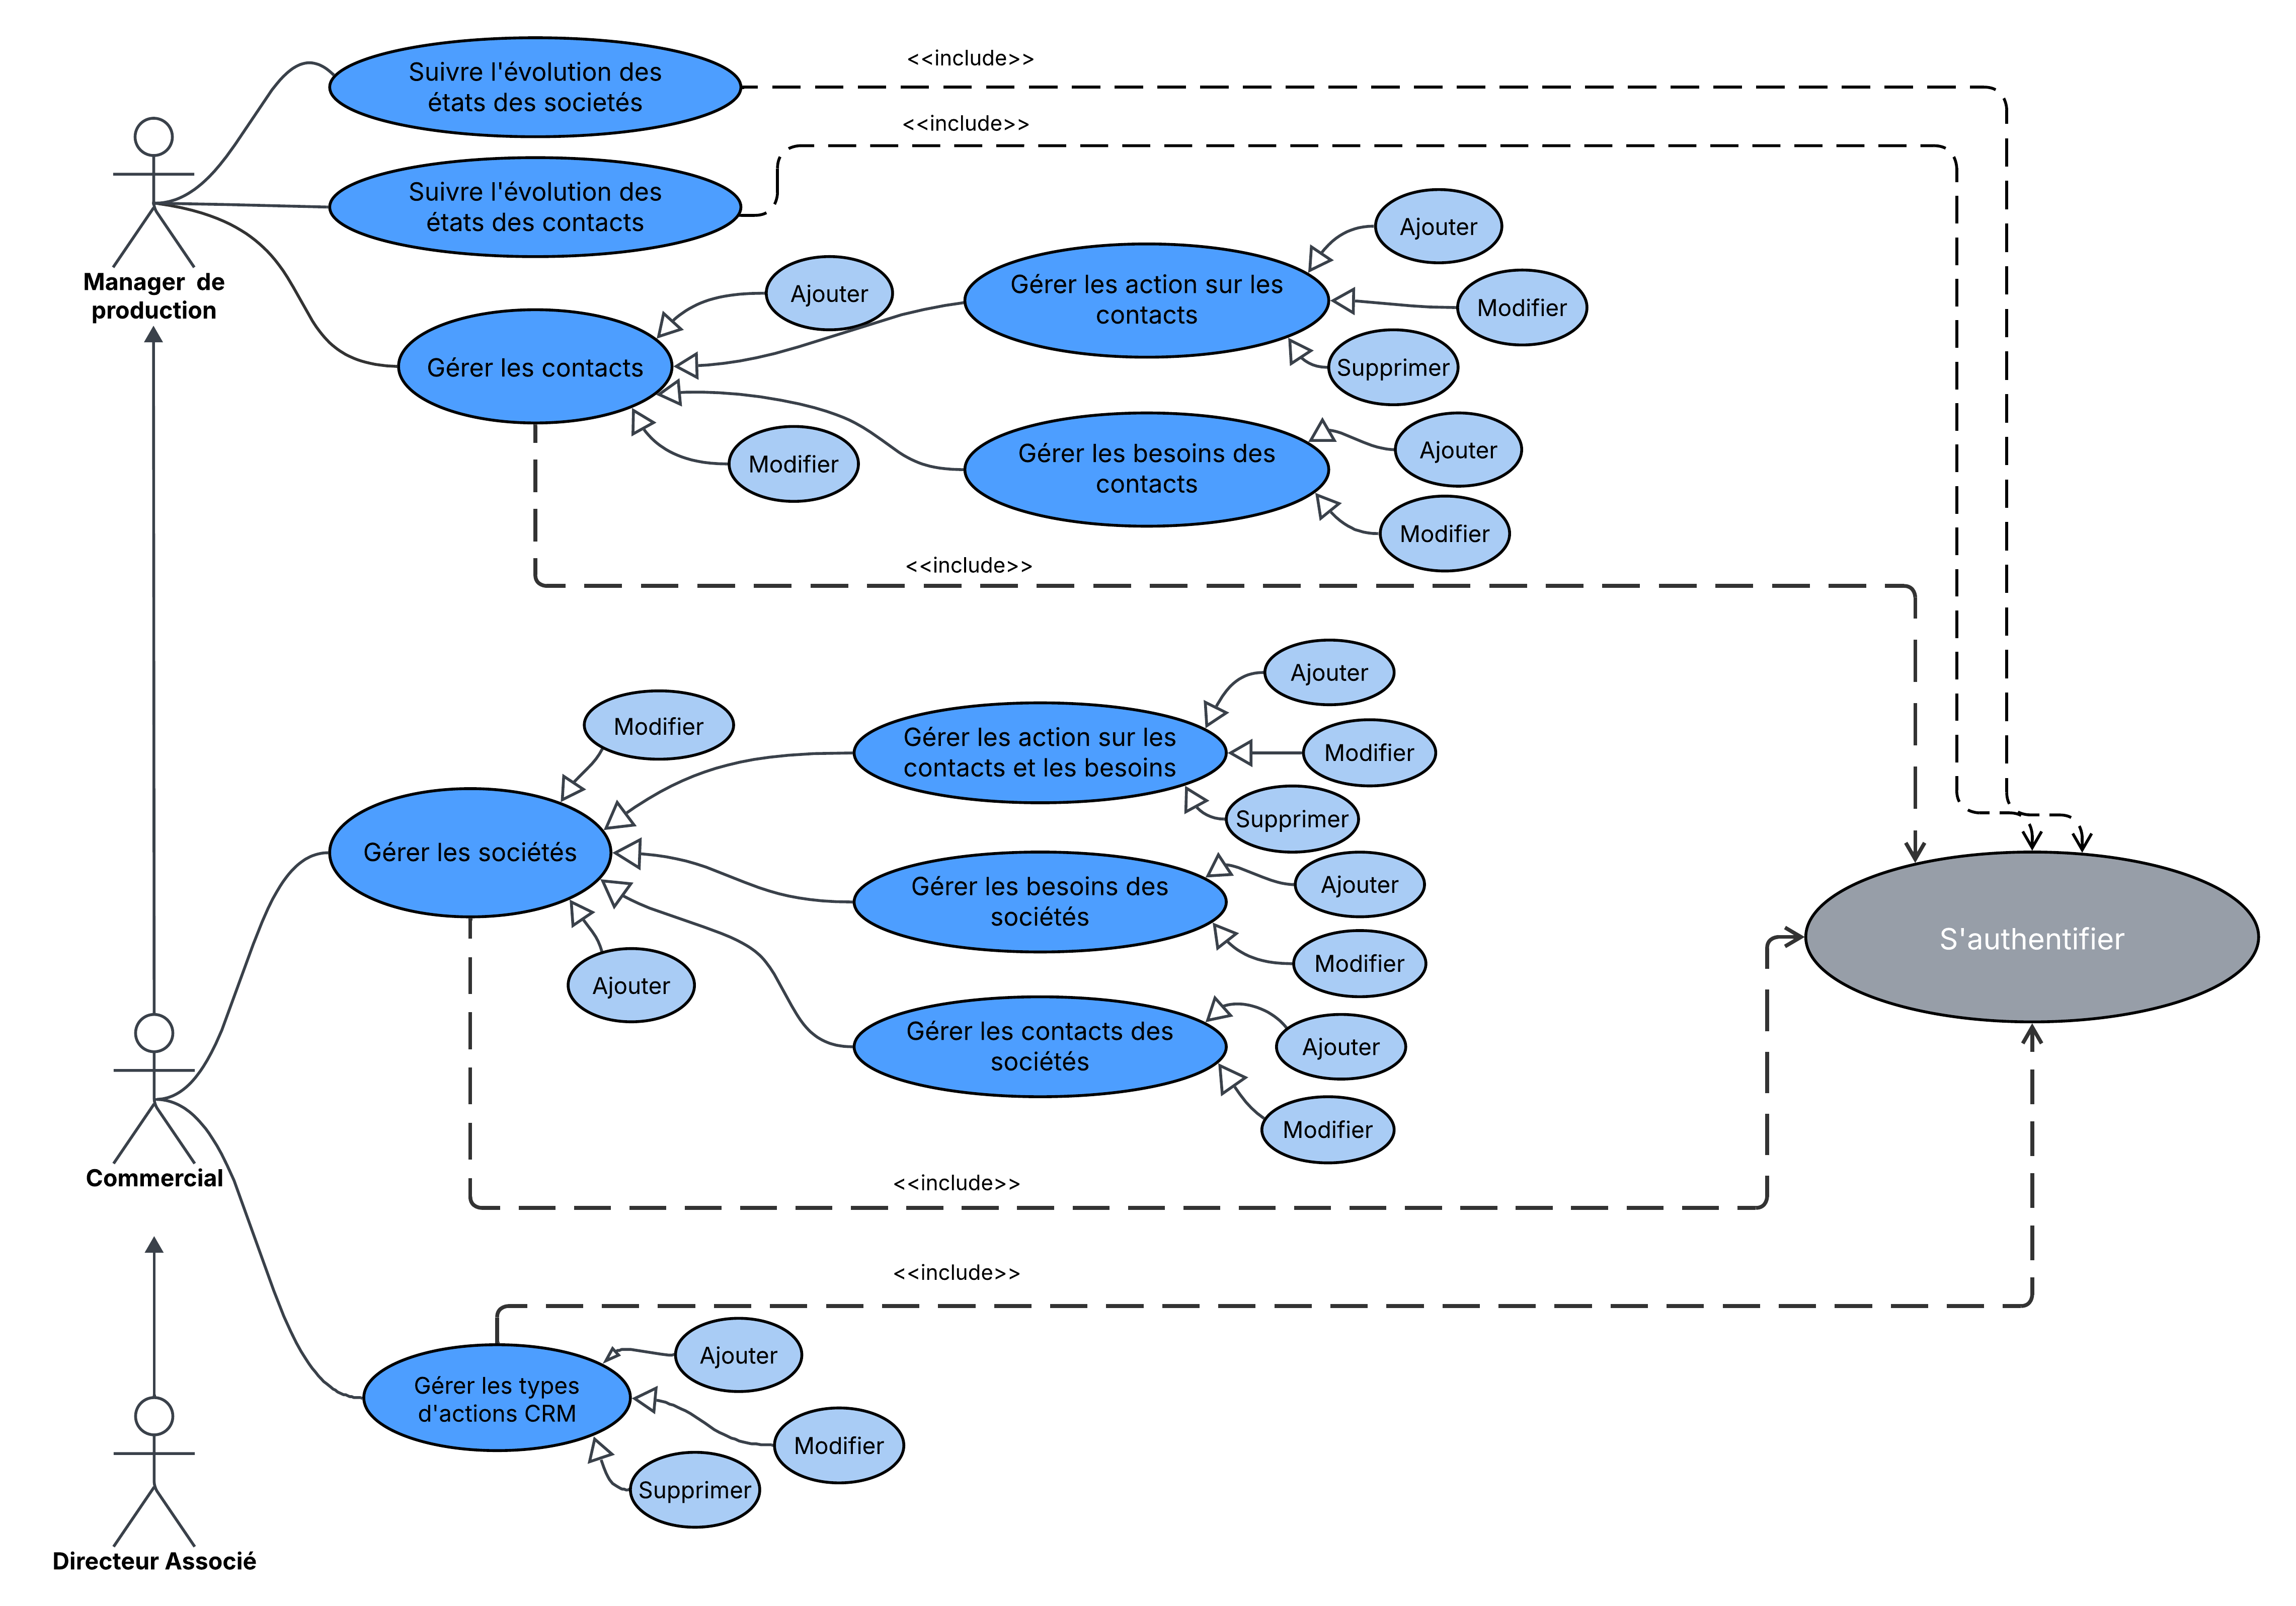 <<include>>
Suivre l'évolution des
états des societés
<<include>>
Suivre l'évolution des
états des contacts
Manager de
production
Ajouter
Gérer les action sur les
contacts
Ajouter
Modifier
Supprimer
Gérer les contacts
Modifier
Gérer les besoins des
contacts
Ajouter
Modifier
<<include>>
Modifier
Gérer les action sur les
contacts et les besoins
Ajouter
Modifier
Supprimer
Gérer les sociétés
Gérer les besoins des
sociétés
Ajouter
Modifier
S'authentifier
Ajouter
Gérer les contacts des
sociétés
Ajouter
Modifier
Commercial
<<include>>
<<include>>
Gérer les types
d'actions CRM
Ajouter
Modifier
Supprimer
Directeur Associé